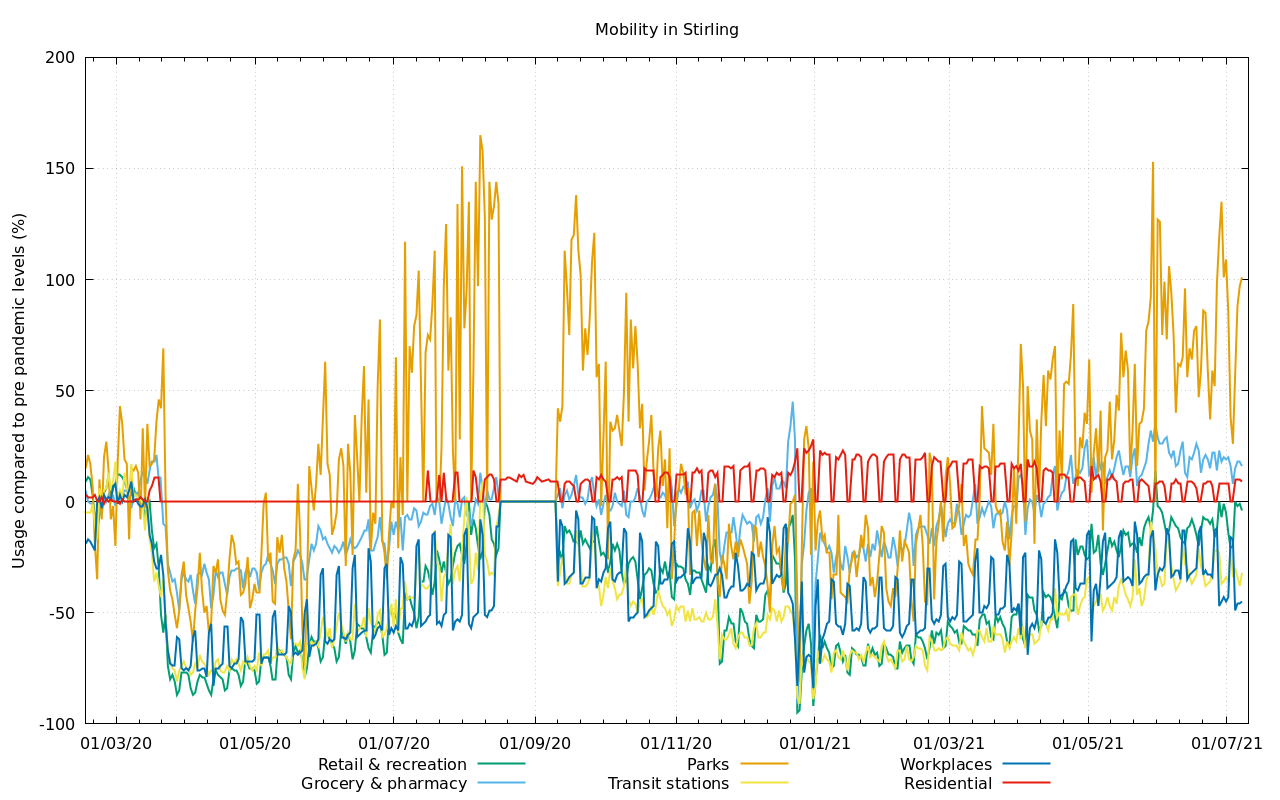 Mobility in Stirling
Usage compared to pre pandemic levels (%)
200
150
100
50
0
-50
-100
01/03/20 01/05/20 01/07/20 01/09/20 01/11/20 01/01/21 01/03/21 01/05/21 01/07/21
Retail & recreation Parks Workplaces
Grocery & pharmacy Transit stations Residential